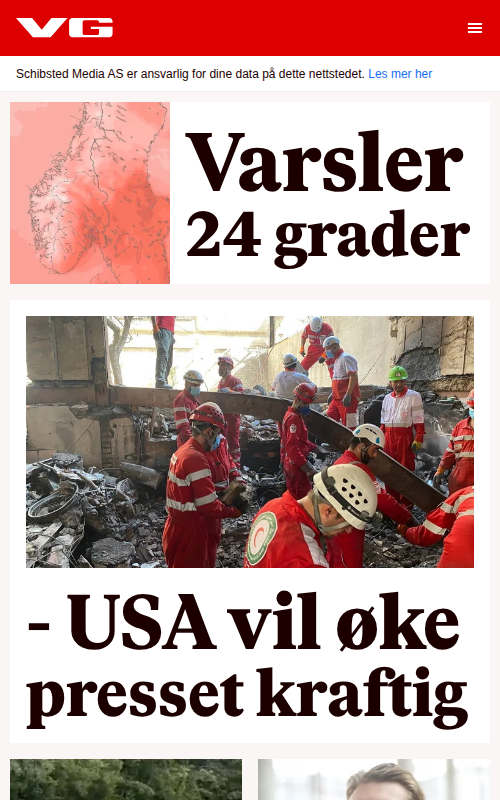 VG
Schibsted Media AS er ansvarlig for dine data på dette nettstedet. Les mer her
Varsler
24 grader
- USA vil øke
presset kraftig